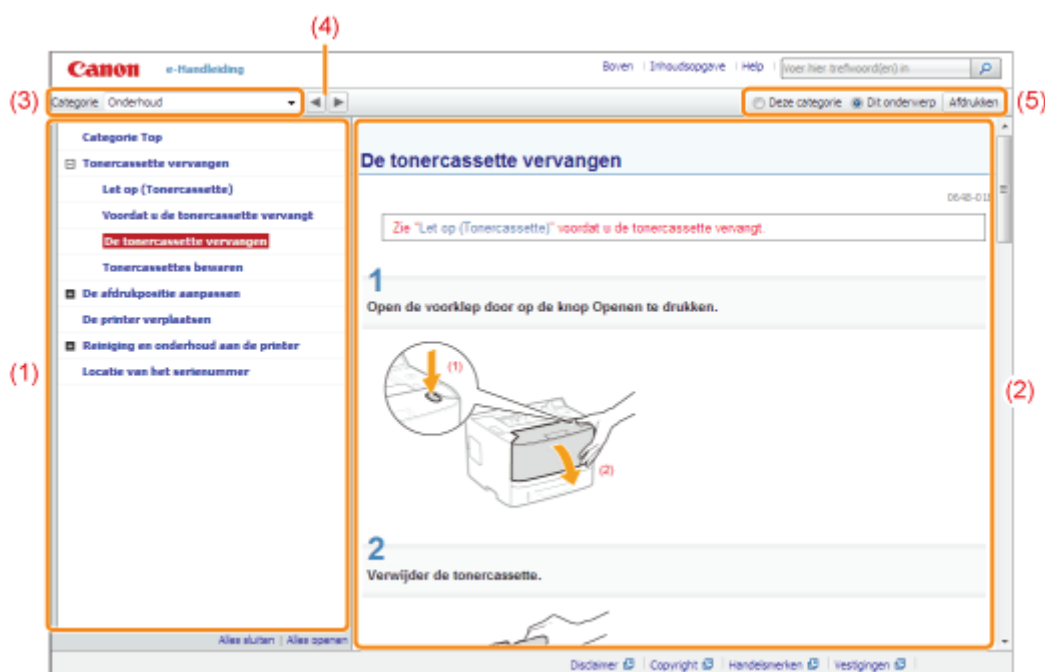 (4)
Canon e-Handleiding Boven Inhoudsopgave Help Voer hier trefwoord(en) in
(3) Categorie Onderhoud Deze categorie Dit onderwerp Afdrukken (5)
Categorie Top
Tonercassette vervangen
Let op (Tonercassette)
Voordat u de tonercassette vervangt
De tonercassette vervangen
Tonercassettes bewaren
De afdrukpositie aanpassen
De printer verplaatsen
Reiniging en onderhoud aan de printer
Locatie van het serienummer
(1)
Alles sluiten Alles openen
De tonercassette vervangen
Zie "Let op (Tonercassette)" voordat u de tonercassette vervangt.
1
Open de voorklep door op de knop Openen te drukken.
(1)
(2)
(2)
2
Verwijder de tonercassette.
Disclaimer Copyright Handelsmerken Vestigingen